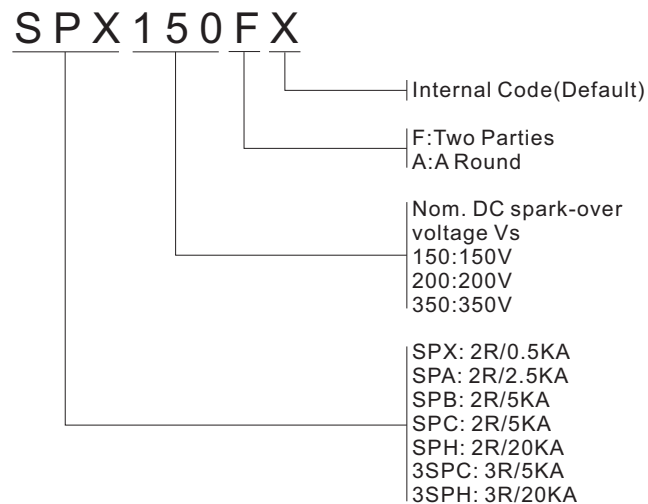 SPX150FX
Internal Code(Default)
F:Two Parties
A:A Round
Nom. DC spark-over
voltage Vs
150:150V
200:200V
350:350V
SPX: 2R/0.5KA
SPA: 2R/2.5KA
SPB: 2R/5KA
SPC: 2R/5KA
SPH: 2R/20KA
3SPC: 3R/5KA
3SPH: 3R/20KA